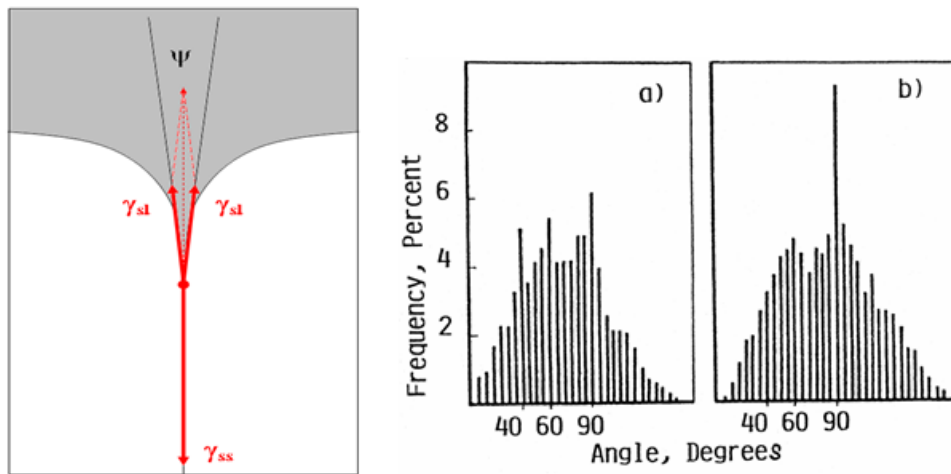 Ψ
γsl γsl
γss
a) b)
Frequency, Percent
8
6
4
2
40 60 90 40 60 90
Angle, Degrees